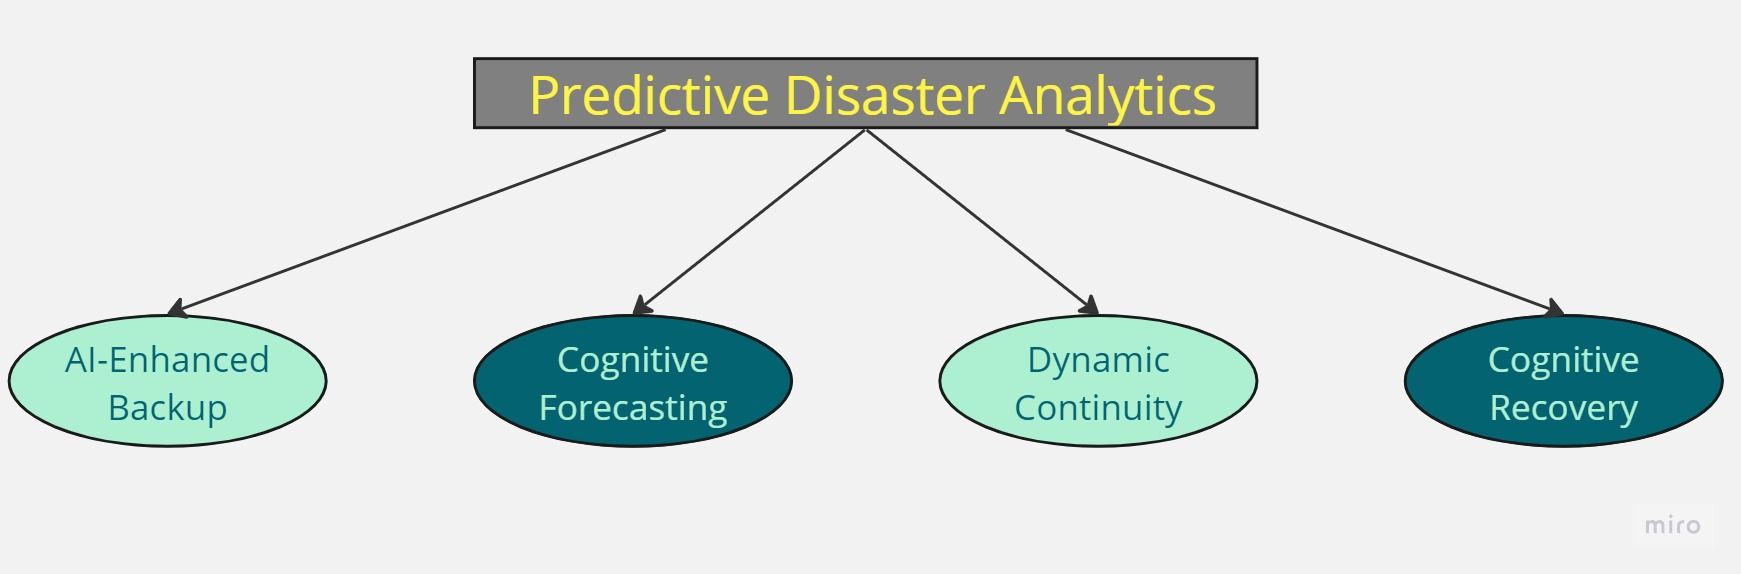 Predictive Disaster Analytics
AI-Enhanced
Backup
Cognitive
Forecasting
Dynamic
Continuity
Cognitive
Recovery
miro